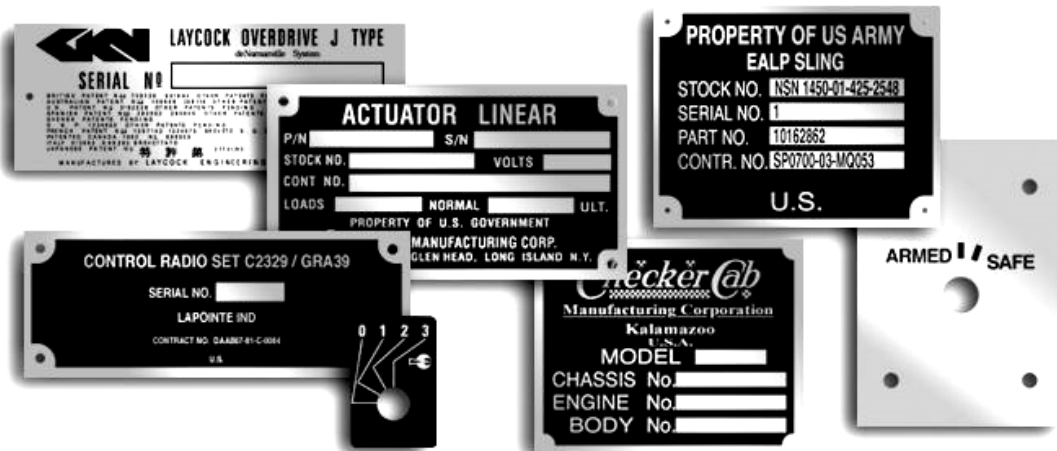 GKN
LAYCOCK OVERDRIVE J TYPE
deNormanville System
SERIAL Nº
MANUFACTURED BY LAYCOCK ENGINEERING
ACTUATOR LINEAR
P/N S/N
STOCK NO. VOLTS
CONT NO.
LOADS NORMAL ULT.
PROPERTY OF U.S. GOVERNMENT
MANUFACTURING CORP.
GLEN HEAD, LONG ISLAND N.Y.
PROPERTY OF US ARMY
EALP SLING
STOCK NO. NSN 1450-01-425-2548
SERIAL NO. 1
PART NO. 10162862
CONTR. NO. SP0700-03-MQ053
U.S.
ARMED SAFE
CONTROL RADIO SET C2329 / GRA39
SERIAL NO.
LAPOINTE IND
CONTRACT NO.
U.S.
0 1 2 3
Checker Cab
Manufacturing Corporation
Kalamazoo
U.S.A.
MODEL
CHASSIS No.
ENGINE No.
BODY No.